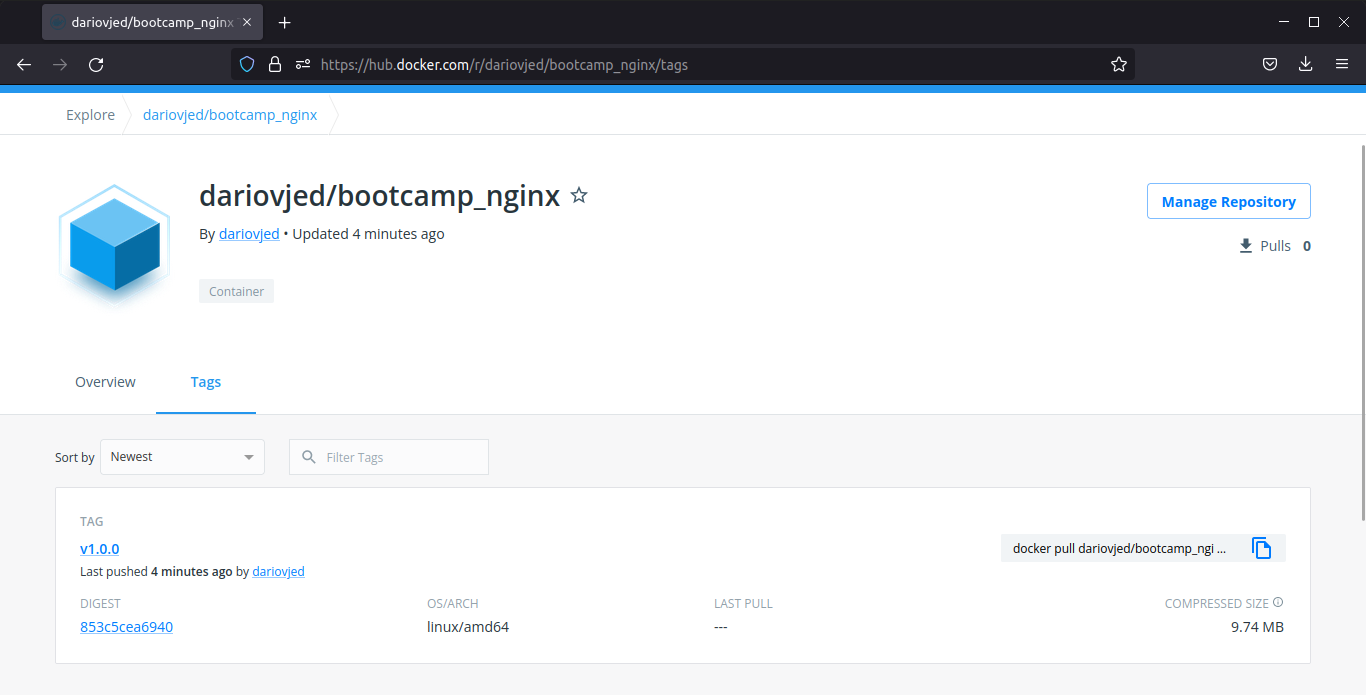 dariovjed/bootcamp_nginx
https://hub.docker.com/r/dariovjed/bootcamp_nginx/tags
Explore dariovjed/bootcamp_nginx
dariovjed/bootcamp_nginx
Manage Repository
By dariovjed • Updated 4 minutes ago
Pulls 0
Container
Overview Tags
Sort by Newest Filter Tags
TAG
v1.0.0
docker pull dariovjed/bootcamp_ngi ...
Last pushed 4 minutes ago by dariovjed
DIGEST OS/ARCH LAST PULL COMPRESSED SIZE
853c5cea6940 linux/amd64 --- 9.74 MB